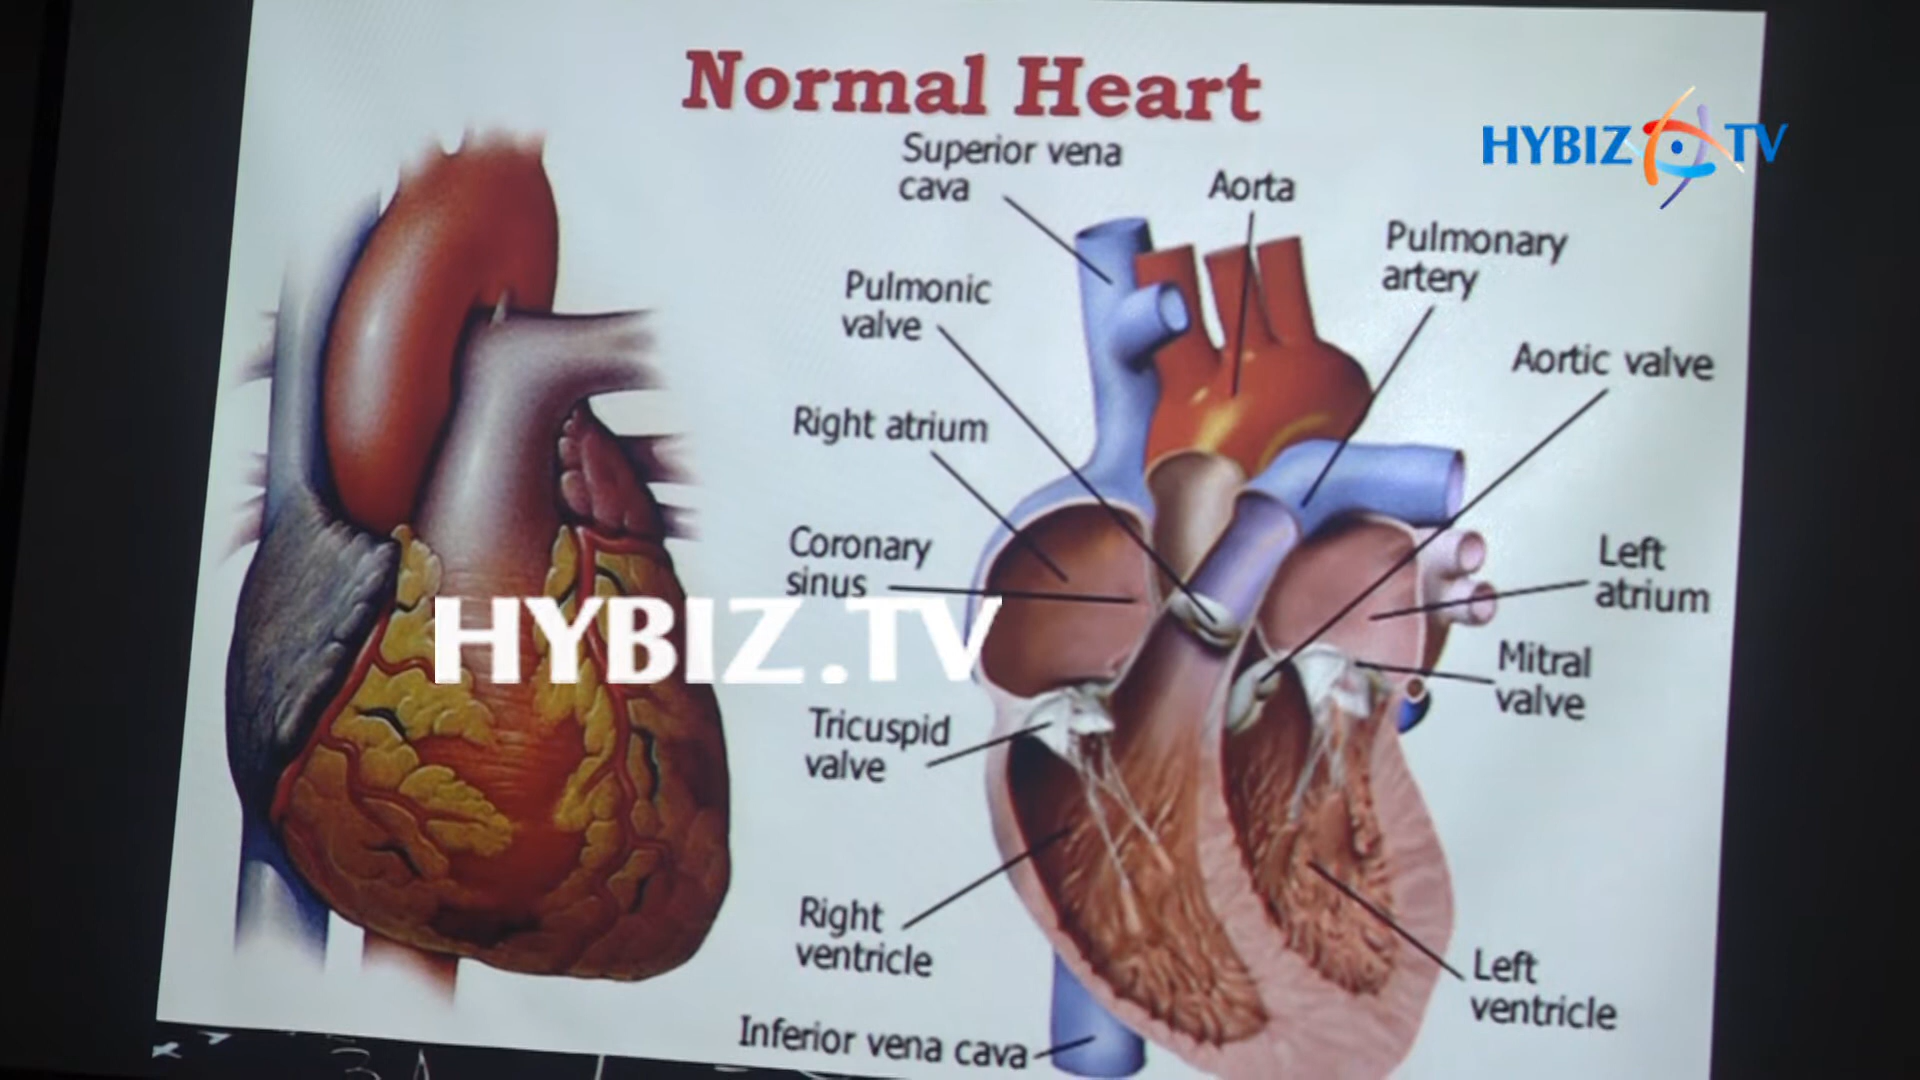 Normal Heart
HYBIZ TV
Superior vena
cava
Aorta
Pulmonary
artery
Pulmonic
valve
Aortic valve
Right atrium
Coronary
sinus
Left
atrium
HYBIZ.TV
Mitral
valve
Tricuspid
valve
Right
ventricle
Left
ventricle
Inferior vena cava